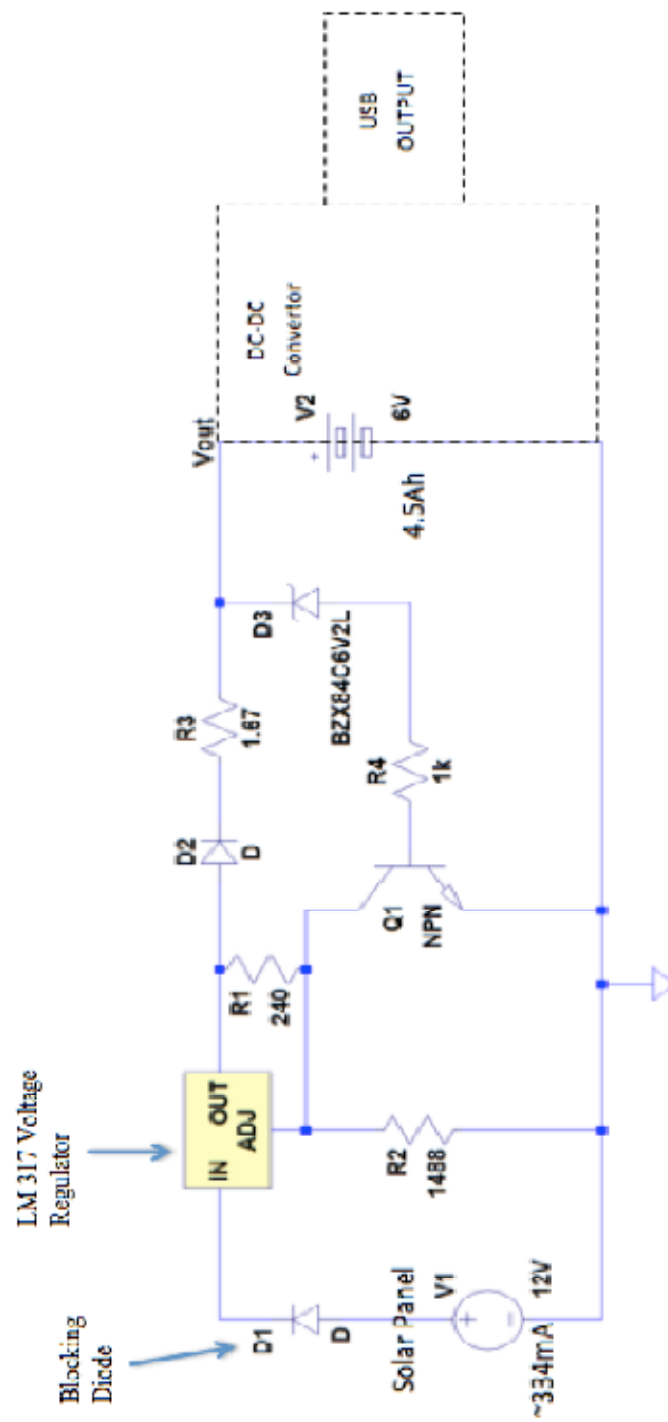 Blocking
Diode
LM 317 Voltage
Regulator
D1
D
Solar Panel
V1
12V
~334mA
IN
OUT
ADJ
R1
240
R2
1488
D2
D
R3
1.67
Q1
NPN
R4
1k
D3
BZX84C6V2L
Vout
V2
+
6V
4.5Ah
DC-DC
Convertor
USB
OUTPUT